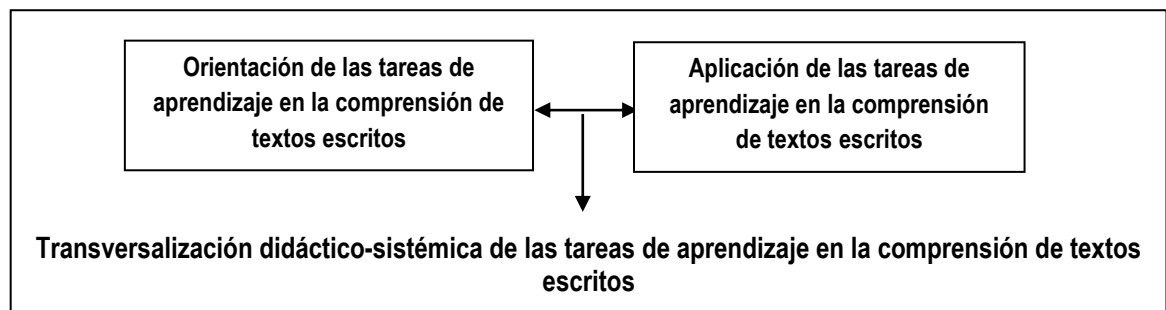 Orientación de las tareas de
aprendizaje en la comprensión de
textos escritos
Aplicación de las tareas de
aprendizaje en la comprensión
de textos escritos
Transversalización didáctico-sistémica de las tareas de aprendizaje en la comprensión de textos
escritos